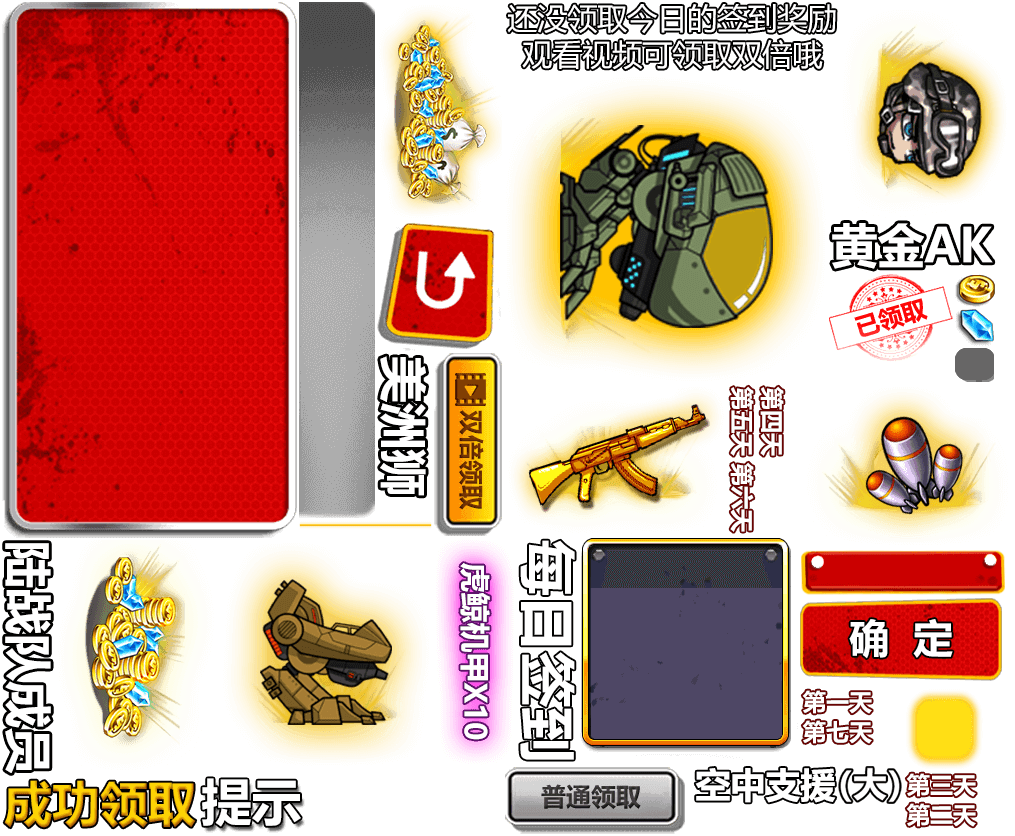 还没领取今日的签到奖励
观看视频可领取双倍哦
黄金AK
已领取
美洲狮
双倍领取
第四天
第五天
第六天
陆战队成员
虎鲸机甲X10
每日签到
确定
第一天
第七天
成功领取
提示
普通领取
空中支援(大)
第三天
第二天